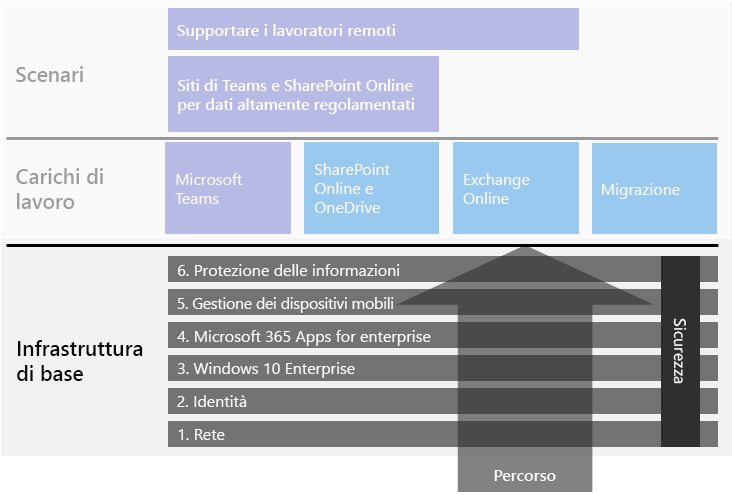 Scenari
Supportare i lavoratori remoti
Siti di Teams e SharePoint Online
per dati altamente regolamentati
Carichi di
lavoro
Microsoft
Teams
SharePoint
Online e
OneDrive
Exchange
Online
Migrazione
Infrastruttura
di base
6. Protezione delle informazioni
5. Gestione dei dispositivi mobili
4. Microsoft 365 Apps for enterprise
3. Windows 10 Enterprise
2. Identità
1. Rete
Sicurezza
Percorso